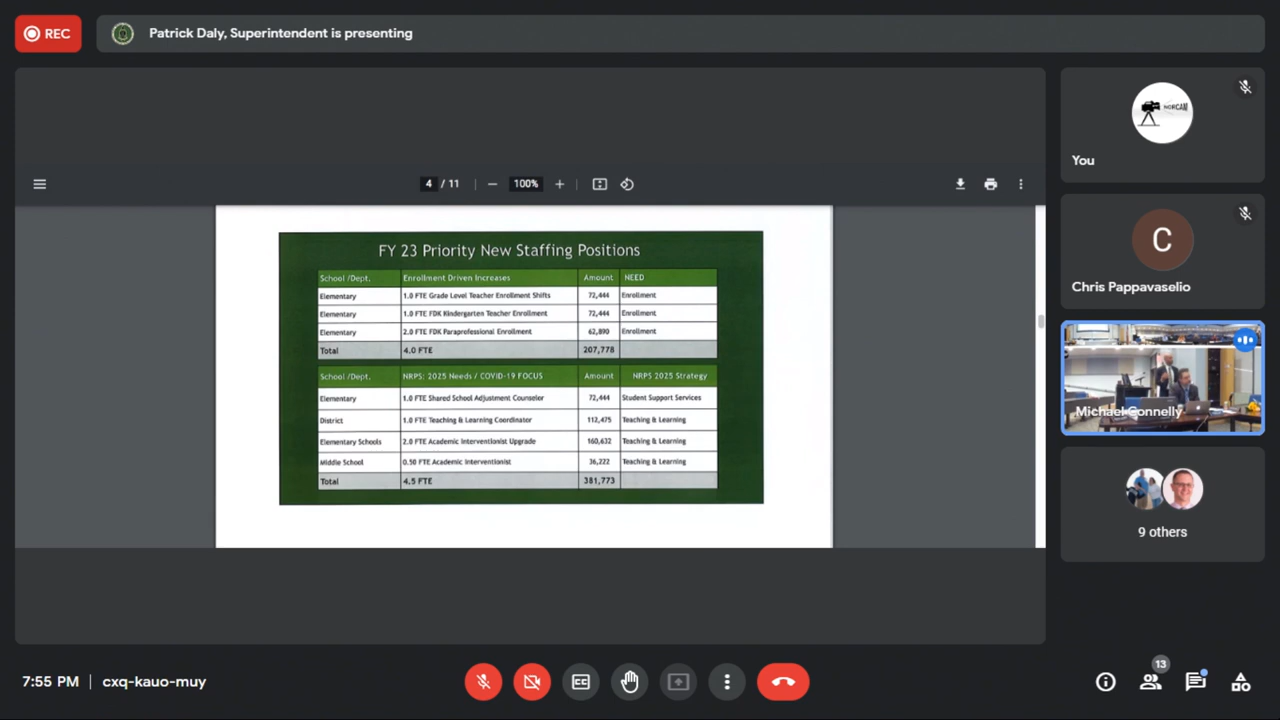 REC
Patrick Daly, Superintendent is presenting
NORCAM
You
4 / 11 100%
FY 23 Priority New Staffing Positions
School /Dept. Enrollment Driven Increases Amount NEED
Elementary 1.0 FTE Grade Level Teacher Enrollment Shifts 72,444 Enrollment
Elementary 1.0 FTE FDK Kindergarten Teacher Enrollment 72,444 Enrollment
Elementary 2.0 FTE FDK Paraprofessional Enrollment 62,890 Enrollment
Total 4.0 FTE 207,778
School /Dept. NRPS: 2025 Needs / COVID-19 FOCUS Amount NRPS 2025 Strategy
Elementary 1.0 FTE Shared School Adjustment Counselor 72,444 Student Support Services
District 1.0 FTE Teaching & Learning Coordinator 112,475 Teaching & Learning
Elementary Schools 2.0 FTE Academic Interventionist Upgrade 160,632 Teaching & Learning
Middle School 0.50 FTE Academic Interventionist 36,222 Teaching & Learning
Total 4.5 FTE 381,773
C
Chris Pappavaselio
Michael Connelly
9 others
7:55 PM | cxq-kauo-muy
CC
13